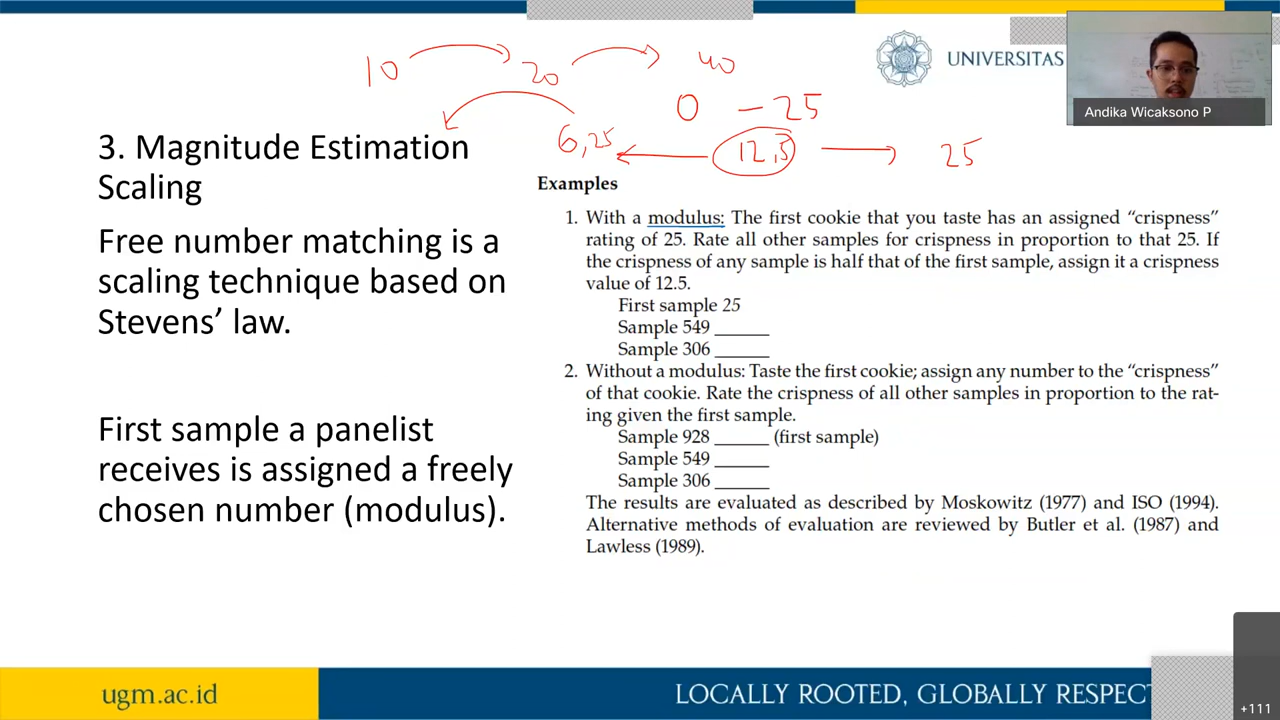 UNIVERSITAS
Andika Wicaksono P
10 20 40
0 - 25
6,25 12,5 25
3. Magnitude Estimation
Scaling
Free number matching is a
scaling technique based on
Stevens’ law.
First sample a panelist
receives is assigned a freely
chosen number (modulus).
Examples
1. With a modulus: The first cookie that you taste has an assigned “crispness”
rating of 25. Rate all other samples for crispness in proportion to that 25. If
the crispness of any sample is half that of the first sample, assign it a crispness
value of 12.5.
First sample 25
Sample 549 ______
Sample 306 ______
2. Without a modulus: Taste the first cookie; assign any number to the “crispness”
of that cookie. Rate the crispness of all other samples in proportion to the rat-
ing given the first sample.
Sample 928 ______ (first sample)
Sample 549 ______
Sample 306 ______
The results are evaluated as described by Moskowitz (1977) and ISO (1994).
Alternative methods of evaluation are reviewed by Butler et al. (1987) and
Lawless (1989).
ugm.ac.id
LOCALLY ROOTED, GLOBALLY RESPECT
+111